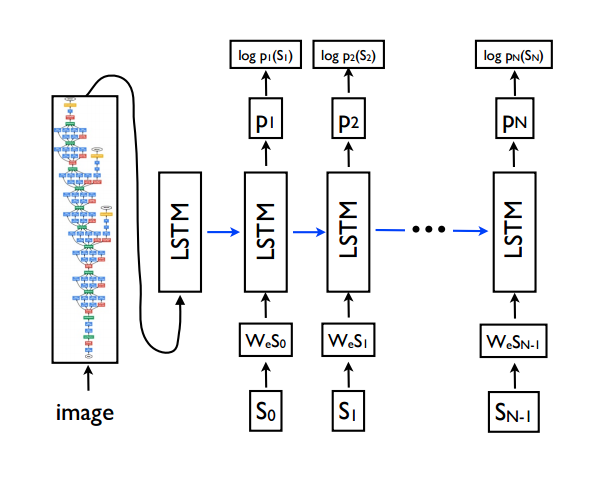 log p1(S1) log p2(S2) log pN(SN)
p1 p2 pN
LSTM LSTM LSTM LSTM
WeS0 WeS1 WeSN-1
image S0 S1 SN-1